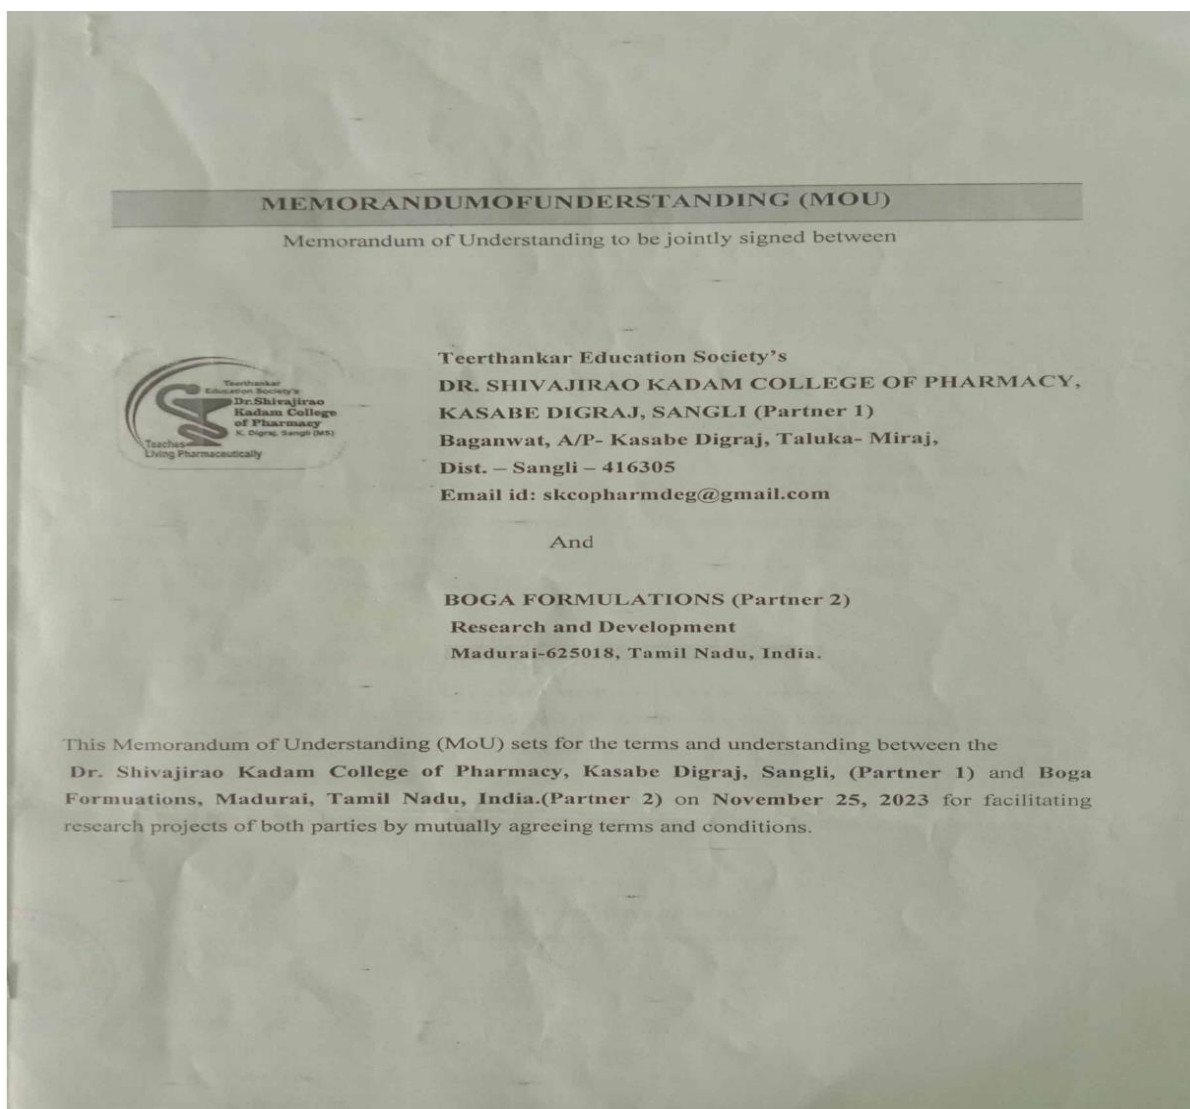 MEMORANDUMOFUNDERSTANDING (MOU)
Memorandum of Understanding to be jointly signed between
Teerthankar
Education Society's
Dr.Shivajirao
Kadam College
of Pharmacy
K. Digraj, Sangli (MS)
Teaches
Living Pharmaceutically
Teerthankar Education Society's
DR. SHIVAJIRAO KADAM COLLEGE OF PHARMACY,
KASABE DIGRAJ, SANGLI (Partner 1)
Baganwat, A/P- Kasabe Digraj, Taluka- Miraj,
Dist. – Sangli – 416305
Email id: skcopharmdeg@gmail.com
And
BOGA FORMULATIONS (Partner 2)
Research and Development
Madurai-625018, Tamil Nadu, India.
This Memorandum of Understanding (MoU) sets for the terms and understanding between the
Dr. Shivajirao Kadam College of Pharmacy, Kasabe Digraj, Sangli, (Partner 1) and Boga
Formuations, Madurai, Tamil Nadu, India.(Partner 2) on November 25, 2023 for facilitating
research projects of both parties by mutually agreeing terms and conditions.